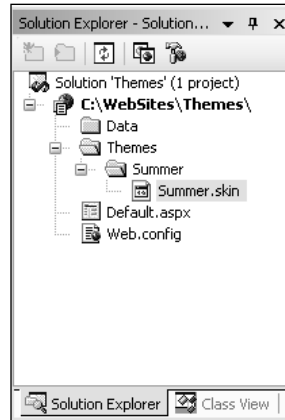 Solution Explorer - Solution...
Solution 'Themes' (1 project)
C:\WebSites\Themes\
Data
Themes
Summer
Summer.skin
Default.aspx
Web.config
Solution Explorer
Class View